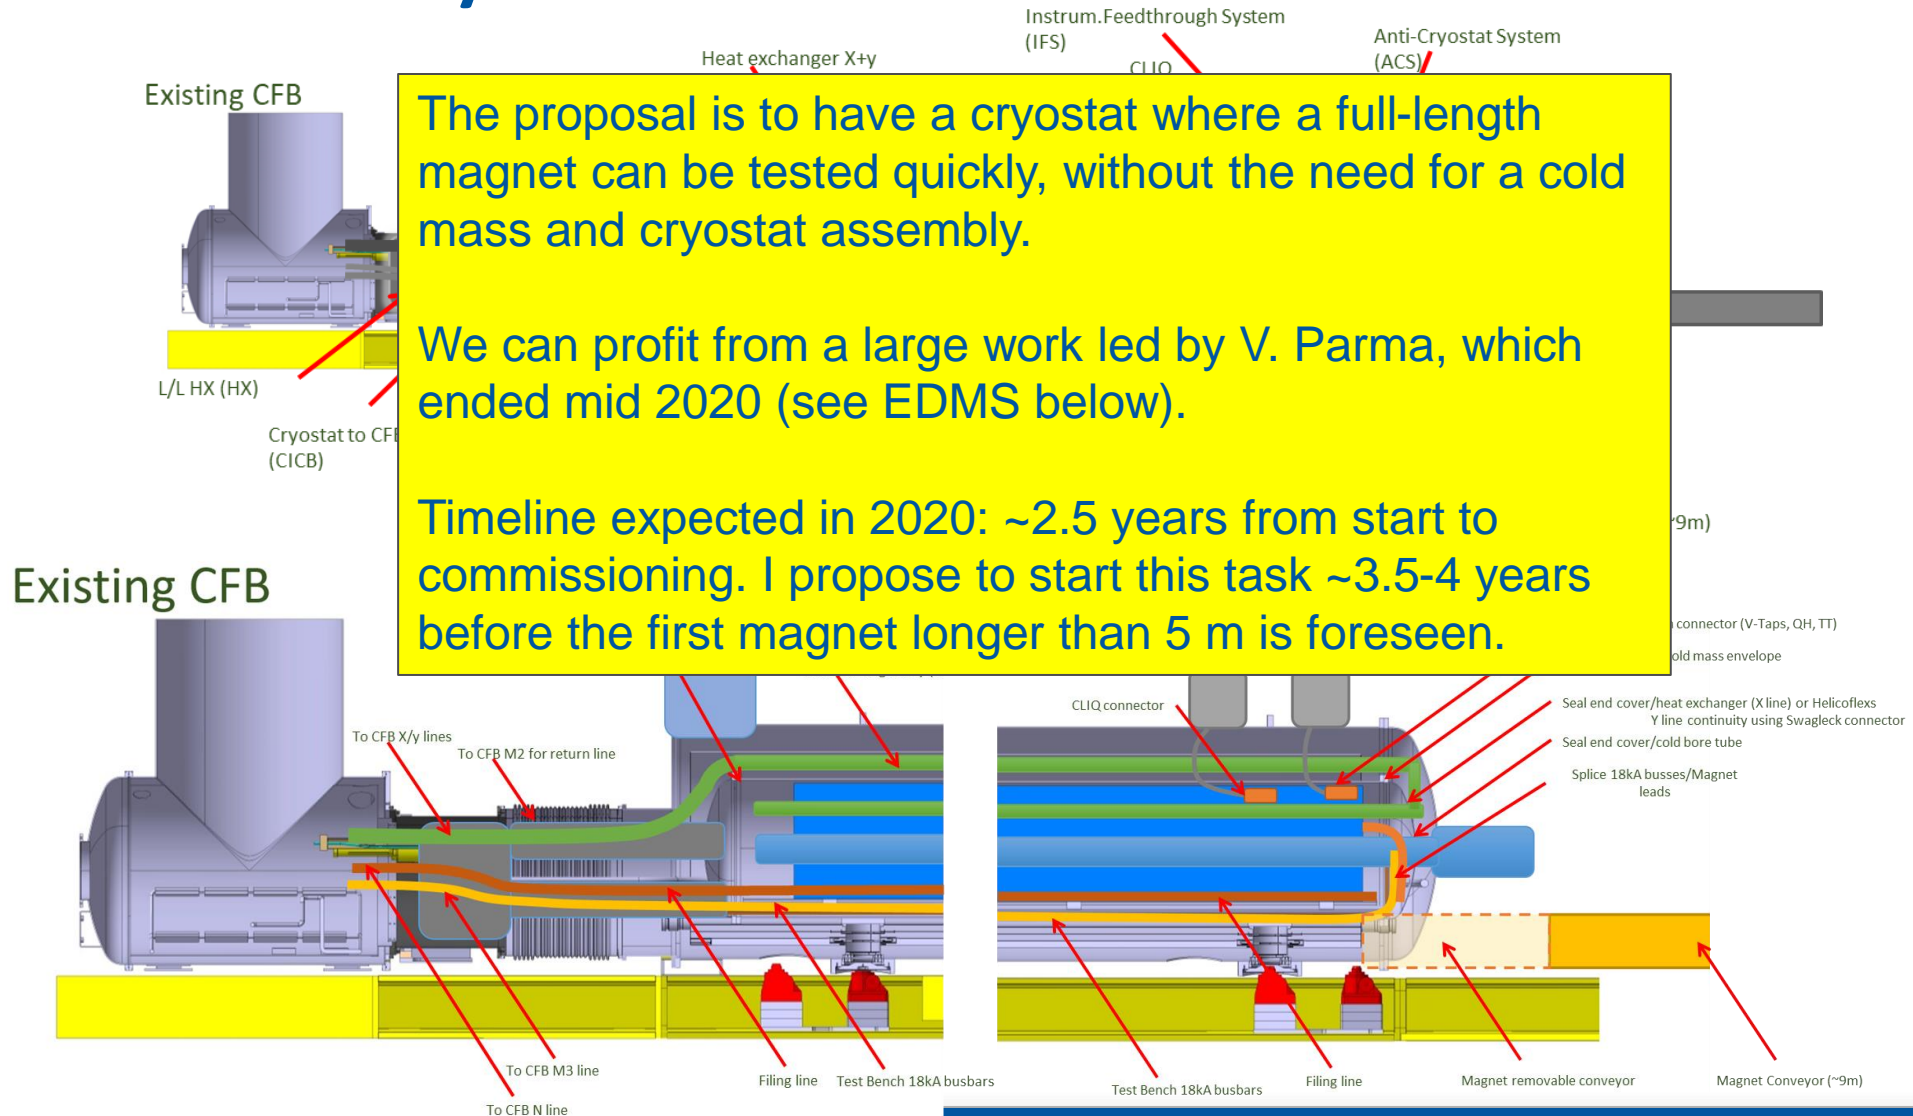 Instrum.Feedthrough System
(IFS)
Anti-Cryostat System
(ACS)
Heat exchanger X+y
CLIQ
Existing CFB
The proposal is to have a cryostat where a full-length
magnet can be tested quickly, without the need for a cold
mass and cryostat assembly.
We can profit from a large work led by V. Parma, which
ended mid 2020 (see EDMS below).
Timeline expected in 2020: ~2.5 years from start to
commissioning. I propose to start this task ~3.5-4 years
before the first magnet longer than 5 m is foreseen.
L/L HX (HX)
Cryostat to CFB
(CICB)
~9m)
Existing CFB
connector (V-Taps, QH, TT)
old mass envelope
CLIQ connector
Seal end cover/heat exchanger (X line) or Helicoflexs
Y line continuity using Swagleck connector
Seal end cover/cold bore tube
Splice 18kA busses/Magnet
leads
To CFB X/y lines
To CFB M2 for return line
To CFB M3 line
To CFB N line
Filing line
Test Bench 18kA busbars
Test Bench 18kA busbars
Filing line
Magnet removable conveyor
Magnet Conveyor (~9m)